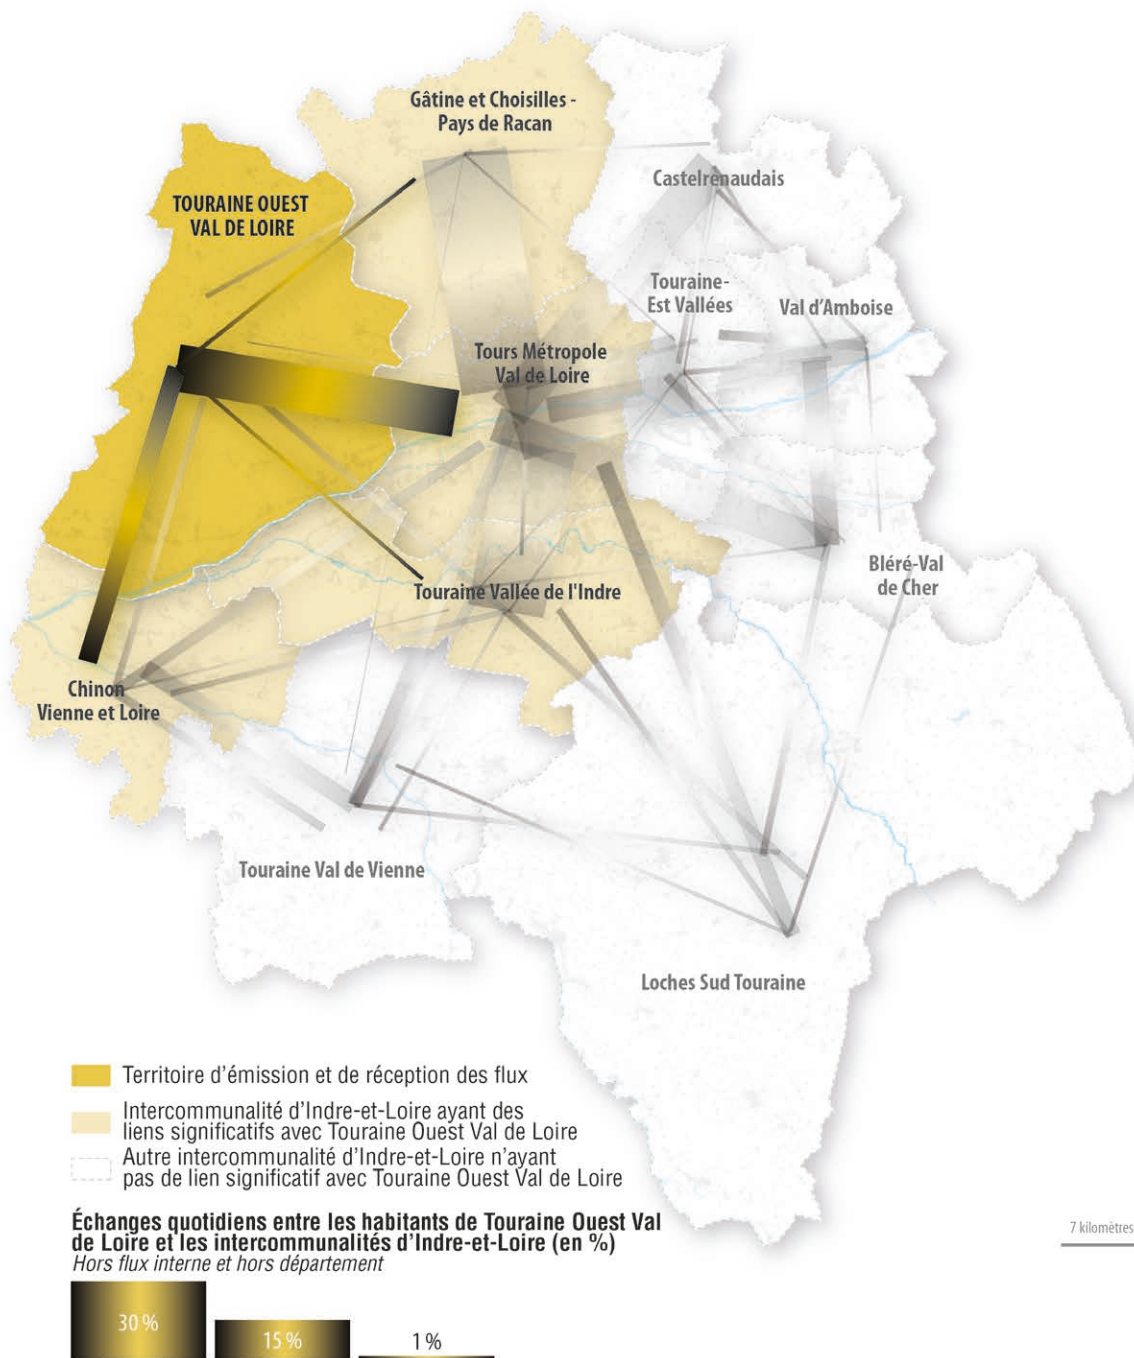 Gâtine et Choisilles -
Pays de Racan
Castelrenaudais
TOURAINE OUEST
VAL DE LOIRE
Touraine-
Est Vallées
Val d'Amboise
Tours Métropole
Val de Loire
Bléré-Val
de Cher
Touraine Vallée de l'Indre
Chinon
Vienne et Loire
Touraine Val de Vienne
Loches Sud Touraine
Territoire d'émission et de réception des flux
Intercommunalité d'Indre-et-Loire ayant des
liens significatifs avec Touraine Ouest Val de Loire
Autre intercommunalité d'Indre-et-Loire n'ayant
pas de lien significatif avec Touraine Ouest Val de Loire
Échanges quotidiens entre les habitants de Touraine Ouest Val
de Loire et les intercommunalités d'Indre-et-Loire (en %)
Hors flux interne et hors département
7 kilomètres
30 %
15 %
1 %